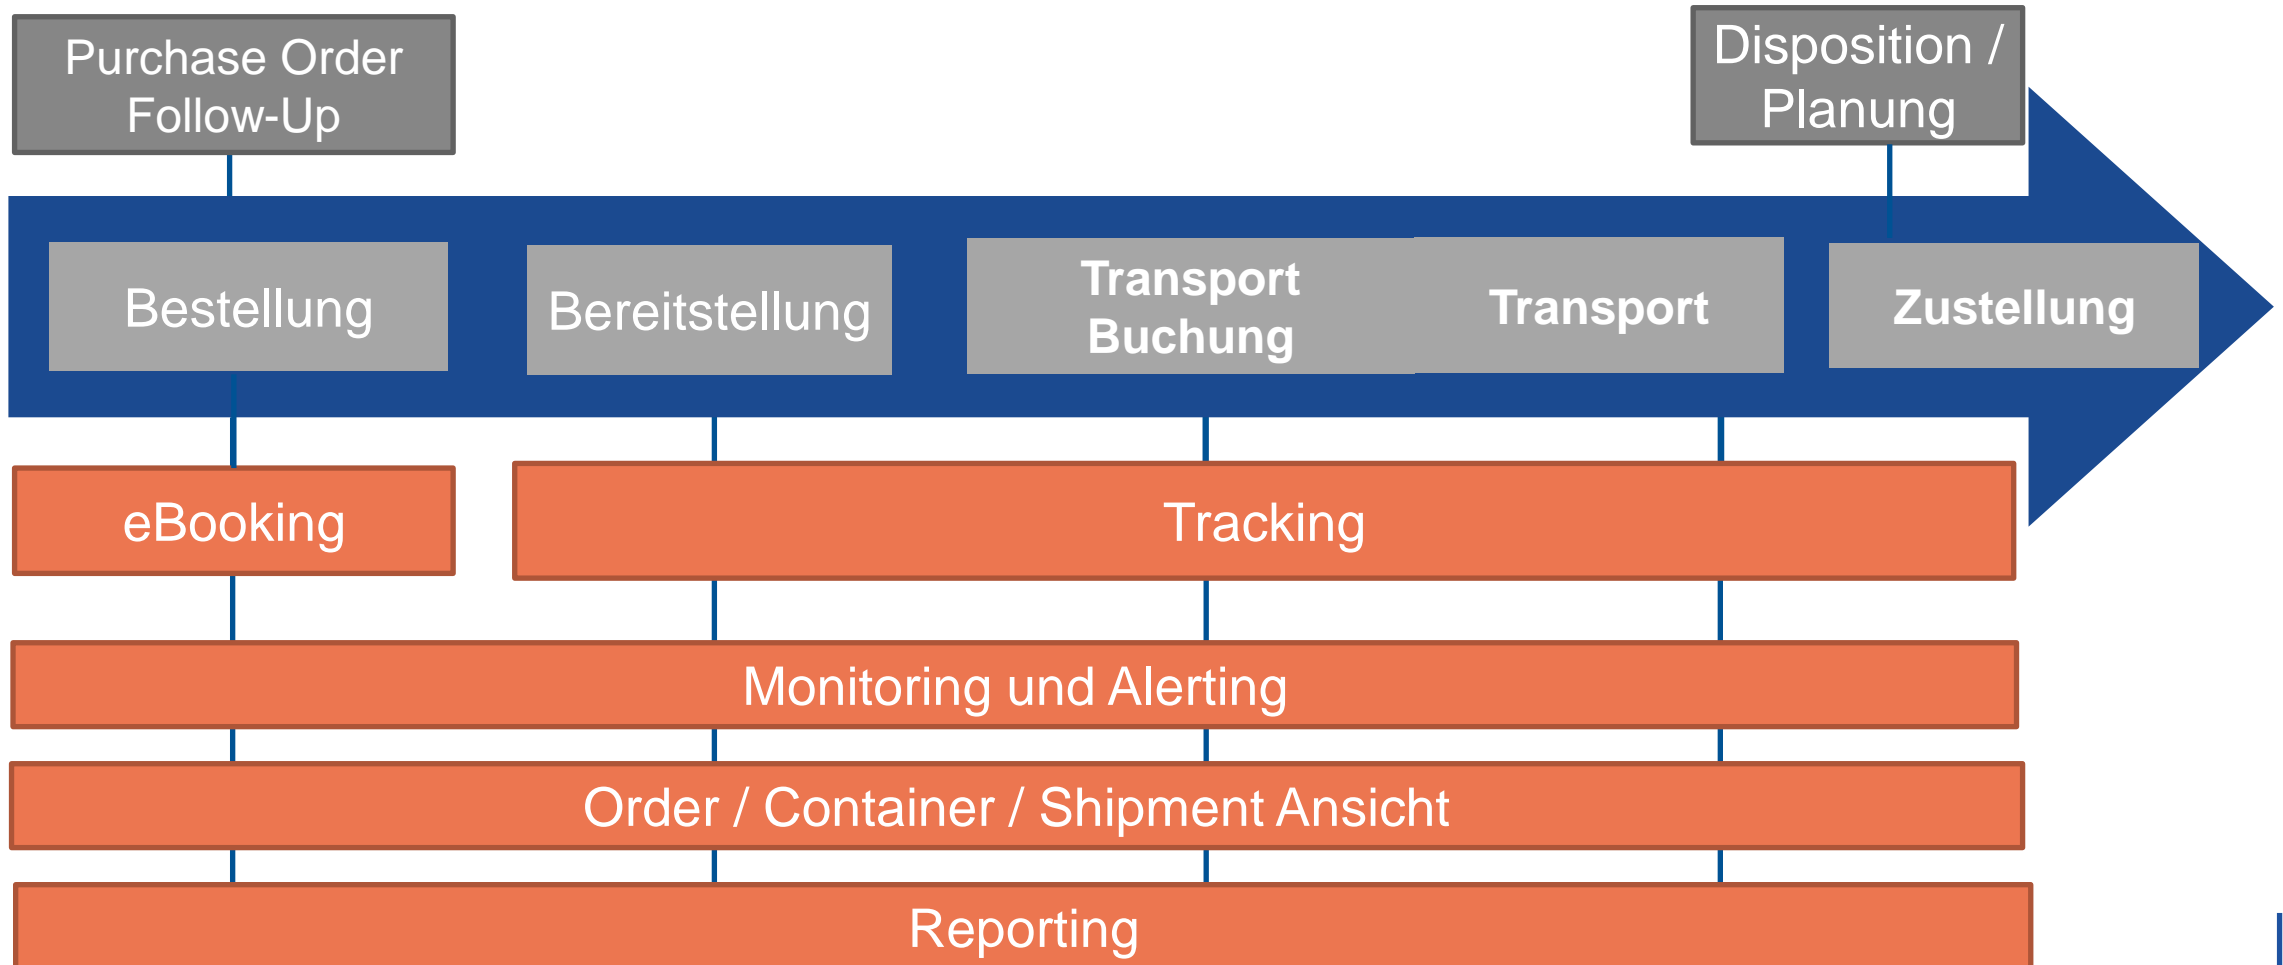 Purchase Order
Follow-Up
Disposition /
Planung
Bestellung
Bereitstellung
Transport
Buchung
Transport
Zustellung
eBooking
Tracking
Monitoring und Alerting
Order / Container / Shipment Ansicht
Reporting